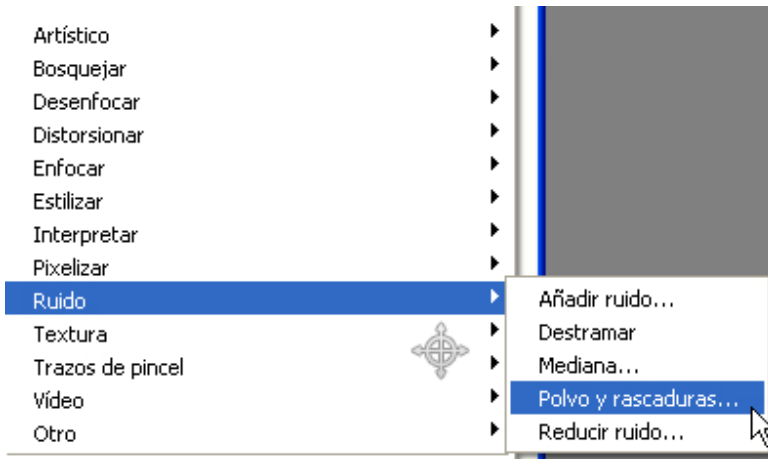 Artístico
Bosquejar
Desenfocar
Distorsionar
Enfocar
Estilizar
Interpretar
Pixelizar
Ruido
Textura
Trazos de pincel
Vídeo
Otro
Añadir ruido...
Destramar
Mediana...
Polvo y rascaduras...
Reducir ruido...